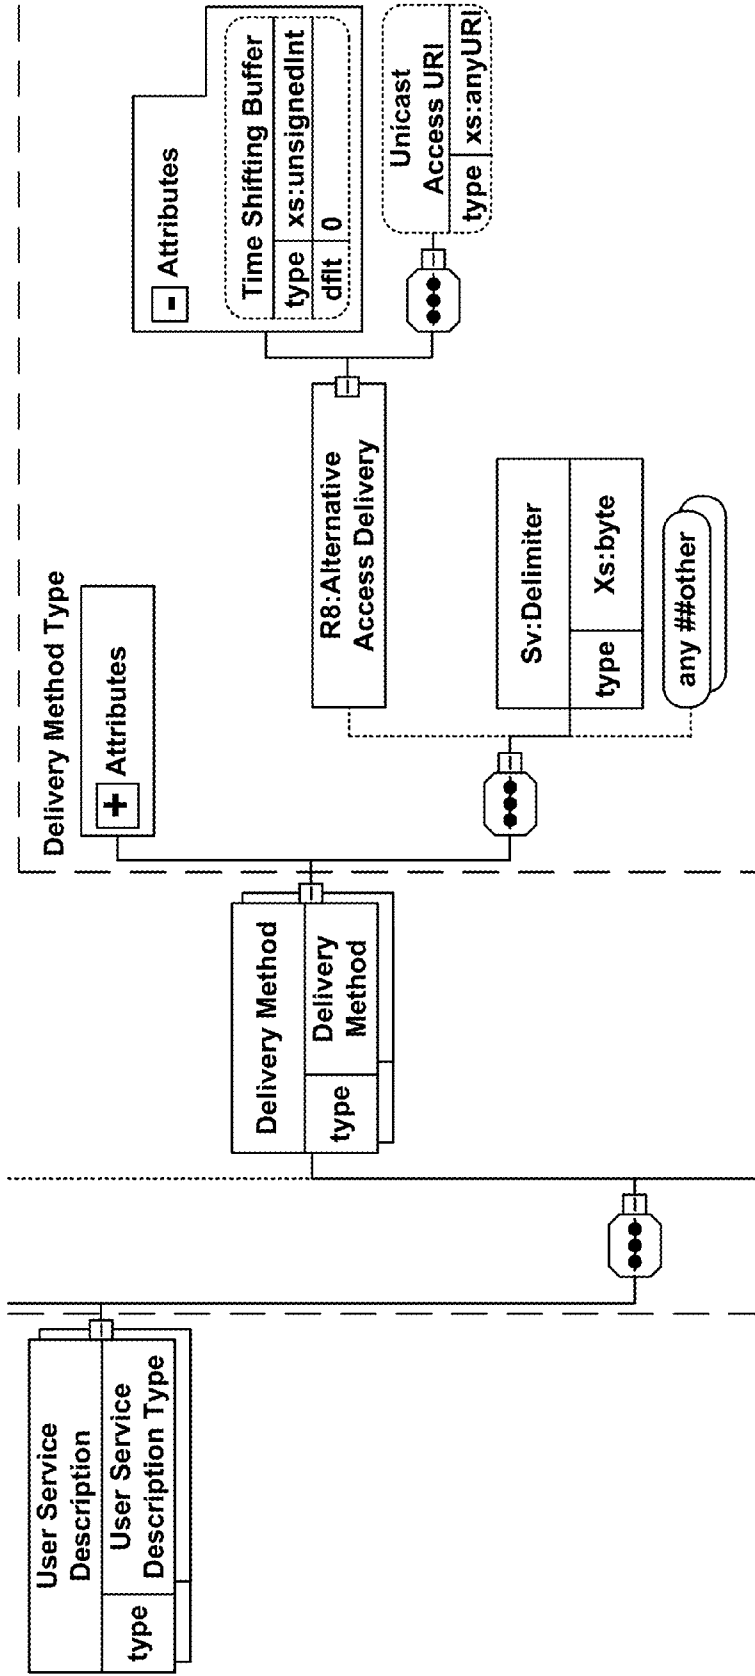 User Service
Description
type
User Service
Description Type
Delivery Method
type
Delivery
Method
Delivery Method Type
+ Attributes
R8:Alternative
Access Delivery
Sv:Delimiter
type Xs:byte
any ##other
- Attributes
Time Shifting Buffer
type xs:unsignedInt
dflt 0
Unicast
Access URI
type xs:anyURI